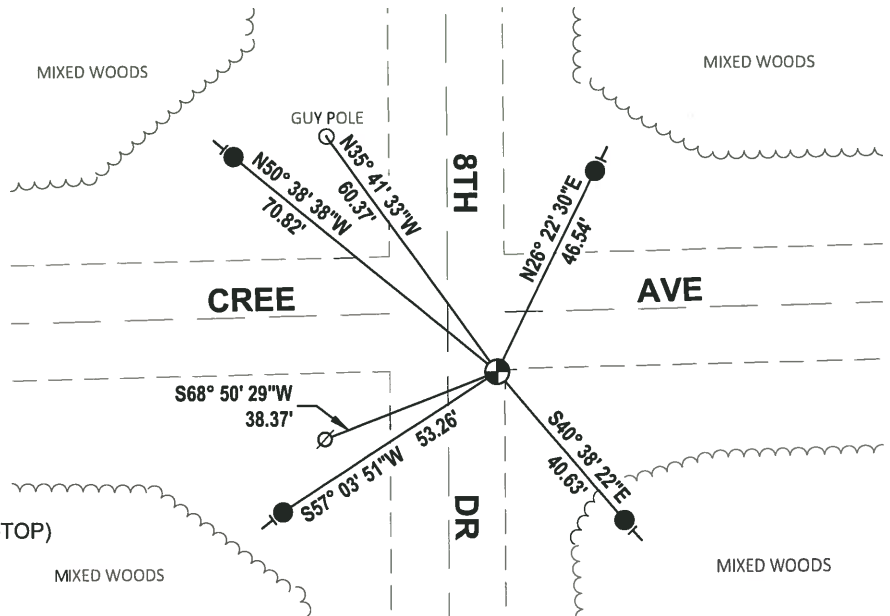 MIXED WOODS
MIXED WOODS
GUY POLE
N50° 38' 38"W
70.82'
N35° 41' 33"W
60.37'
8TH
N26° 22' 30"E
46.54'
CREE
AVE
S68° 50' 29"W
38.37'
S57° 03' 51"W 53.26'
S40° 38' 22"E
40.63'
DR
TOP)
MIXED WOODS
MIXED WOODS